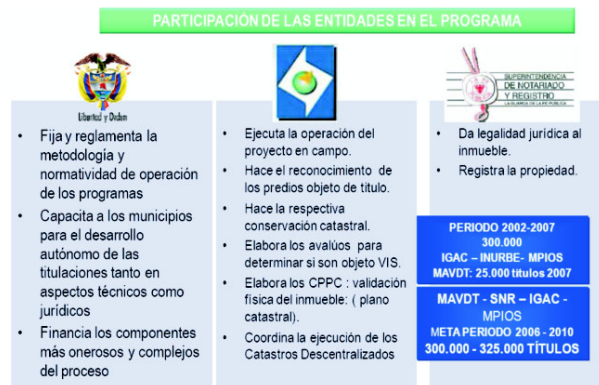 PARTICIPACIÓN DE LAS ENTIDADES EN EL PROGRAMA
Libertad y Orden
• Fija y reglamenta la
metodología y
normatividad de operación
de los programas
• Capacita a los municipios
para el desarrollo
autónomo de las
titulaciones tanto en
aspectos técnicos como
jurídicos
• Financia los componentes
más onerosos y complejos
del proceso
• Ejecuta la operación del
proyecto en campo.
• Hace el reconocimiento de
los predios objeto de titulo.
• Hace la respectiva
conservación catastral.
• Elabora los avalúos para
determinar si son objeto VIS.
• Elabora los CPPC : validación
física del inmueble: ( plano
catastral).
• Coordina la ejecución de los
Catastros Descentralizados
SUPERINTENDENCIA
DE NOTARIADO
Y REGISTRO
LA GUARDA DE LA FE PUBLICA
• Da legalidad jurídica al
inmueble.
• Registra la propiedad.
PERIODO 2002-2007
300.000
IGAC – INURBE- MPIOS
MAVDT: 25.000 títulos 2007
MAVDT - SNR – IGAC -
MPIOS
META PERIODO 2006 - 2010
300.000 - 325.000 TÍTULOS